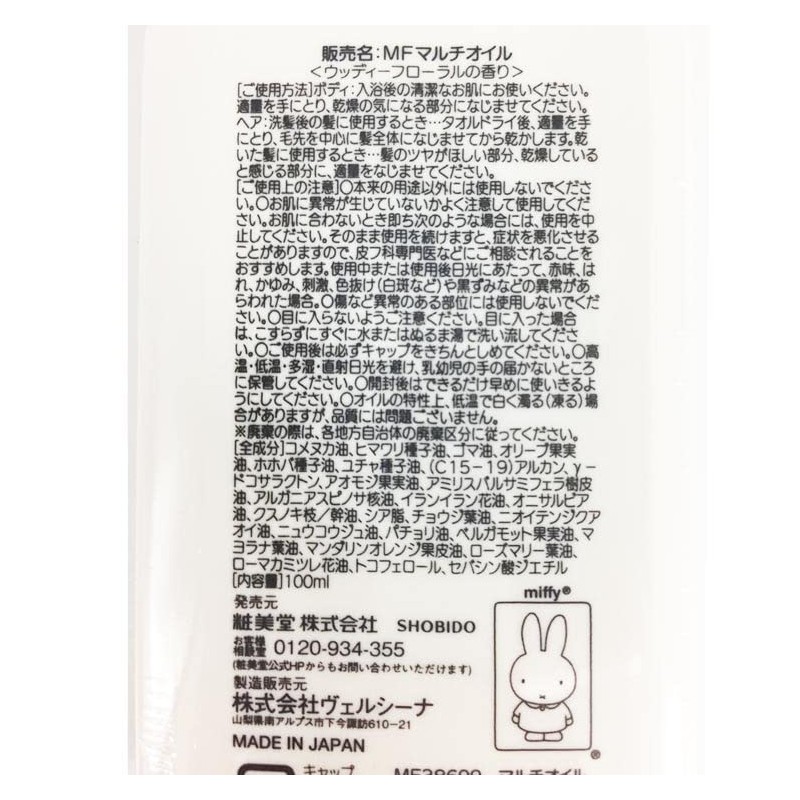 販売名:MFマルチオイル
<ウッディーフローラルの香り>
[ご使用方法]ボディ:入浴後の清潔なお肌にお使いください。
適量を手にとり、乾燥の気になる部分になじませてください。
ヘア:洗髪後の髪に使用するとき…タオルドライ後、適量を手
にとり、毛先を中心に髪全体になじませてから乾かします。乾
いた髪に使用するとき…髪のツヤがほしい部分、乾燥している
と感じる部分に、適量をなじませてください。
[ご使用上の注意]〇本来の用途以外には使用しないでくださ
い。〇お肌に異常が生じていないかよく注意して使用してくだ
さい。お肌に合わないとき即ち次のような場合には、使用を中
止してください。そのまま使用を続けますと、症状を悪化させる
ことがありますので、皮フ科専門医などにご相談されることを
おすすめします。使用中または使用後日光にあたって、赤味、は
れ、かゆみ、刺激、色抜け(白斑など)や黒ずみなどの異常があ
らわれた場合。〇傷など異常のある部位には使用しないでくだ
さい。〇目に入らないようご注意ください。目に入った場合
は、こすらずにすぐに水またはぬるま湯で洗い流してくださ
い。〇ご使用後は必ずキャップをきちんとしめてください。〇高
温・低温・多湿・直射日光を避け、乳幼児の手の届かないところ
に保管してください。〇開封後はできるだけ早めに使いきるよ
うにしてください。〇オイルの特性上、低温で白く濁る(凍る)場
合がありますが、品質には問題ございません。
※廃棄の際は、各地方自治体の廃棄区分に従ってください。
[全成分]コメヌカ油、ヒマワリ種子油、ゴマ油、オリーブ果実
油、ホホバ種子油、ユチャ種子油、(C15-19)アルカン、γ-
ドコサラクトン、アオモジ果実油、アミリスバルサミフェラ樹皮
油、アルガニアスピノサ核油、イランイラン花油、オニサルビア
油、クスノキ枝/幹油、シア脂、チョウジ葉油、ニオイテンジクア
オイ油、ニュウコウジュ油、パチョリ油、ベルガモット果実油、マ
ヨラナ葉油、マンダリンオレンジ果皮油、ローズマリー葉油、
ローマカミツレ花油、トコフェロール、セバシン酸ジエチル
[内容量]100ml
miffy®
発売元
粧美堂 株式会社 SHOBIDO
お客様
相談室 0120-934-355
(粧美堂公式HPからもお問い合わせいただけます)
製造販売元
株式会社ヴェルシーナ
山梨県南アルプス市下今諏訪610-21
MADE IN JAPAN
®
キャップ MF38600 マルチオイル